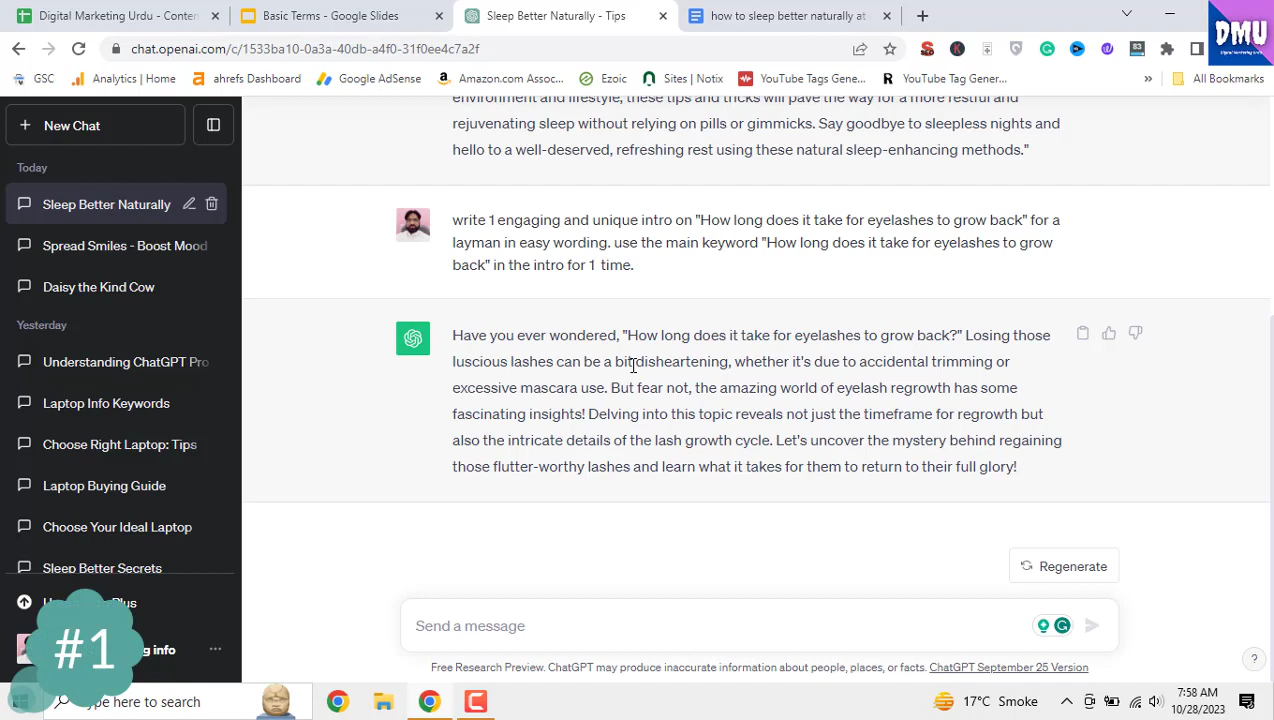 Digital Marketing Urdu - Conten
Basic Terms - Google Slides
Sleep Better Naturally - Tips
how to sleep better naturally at
chat.openai.com/c/1533ba10-0a3a-40db-a4f0-31f0ee4c7a2f
83
DMU
GSC
Analytics | Home
ahrefs Dashboard
Google AdSense
Amazon.com Assoc...
Ezoic
Sites | Notix
YouTube Tags Gene...
YouTube Tag Gener...
All Bookmarks
New Chat
Today
Sleep Better Naturally
Spread Smiles - Boost Mood
Daisy the Kind Cow
Yesterday
Understanding ChatGPT Pro
Laptop Info Keywords
Choose Right Laptop: Tips
Laptop Buying Guide
Choose Your Ideal Laptop
Sleep Better Secrets
Plus
info
#1
environment and lifestyle, these tips and tricks will pave the way for a more restful and
rejuvenating sleep without relying on pills or gimmicks. Say goodbye to sleepless nights and
hello to a well-deserved, refreshing rest using these natural sleep-enhancing methods."
write 1 engaging and unique intro on "How long does it take for eyelashes to grow back" for a
layman in easy wording. use the main keyword "How long does it take for eyelashes to grow
back" in the intro for 1 time.
Have you ever wondered, "How long does it take for eyelashes to grow back?" Losing those
luscious lashes can be a bit disheartening, whether it's due to accidental trimming or
excessive mascara use. But fear not, the amazing world of eyelash regrowth has some
fascinating insights! Delving into this topic reveals not just the timeframe for regrowth but
also the intricate details of the lash growth cycle. Let's uncover the mystery behind regaining
those flutter-worthy lashes and learn what it takes for them to return to their full glory!
Regenerate
Send a message
Free Research Preview. ChatGPT may produce inaccurate information about people, places, or facts. ChatGPT September 25 Version
?
Type here to search
17°C Smoke
7:58 AM
10/28/2023